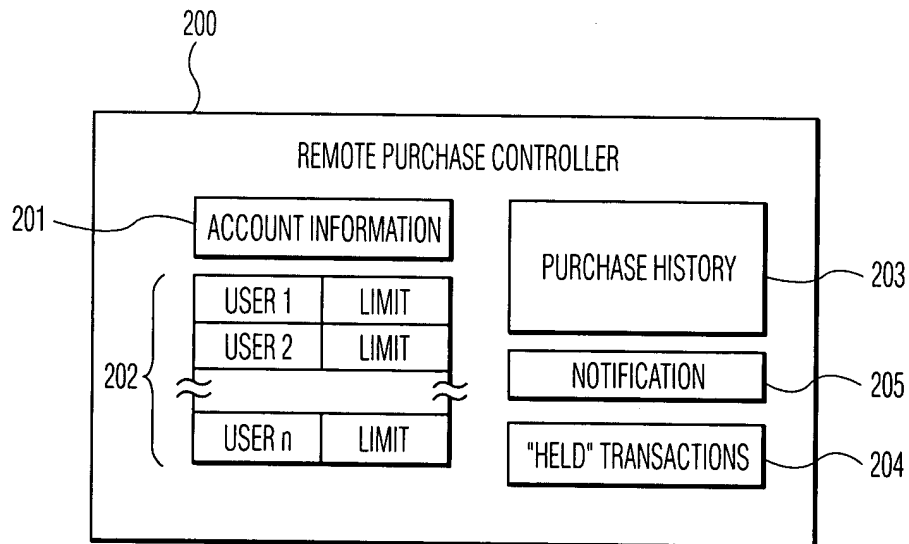 200
REMOTE PURCHASE CONTROLLER
201
ACCOUNT INFORMATION
PURCHASE HISTORY
203
202
USER 1 LIMIT
USER 2 LIMIT
USER n LIMIT
NOTIFICATION
205
"HELD" TRANSACTIONS
204